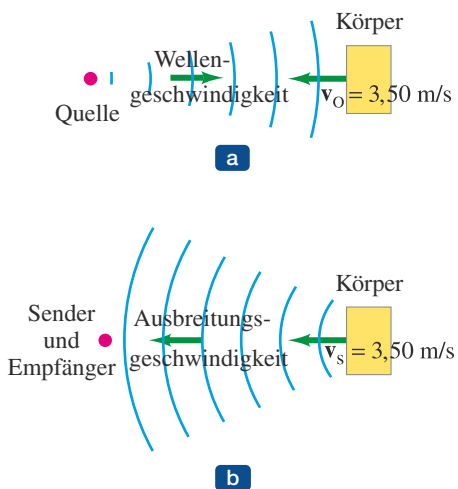 Körper
Wellen-
geschwindigkeit
v_O = 3,50 m/s
Quelle
a
Körper
Sender
und
Empfänger
Ausbreitungs-
geschwindigkeit
v_s = 3,50 m/s
b